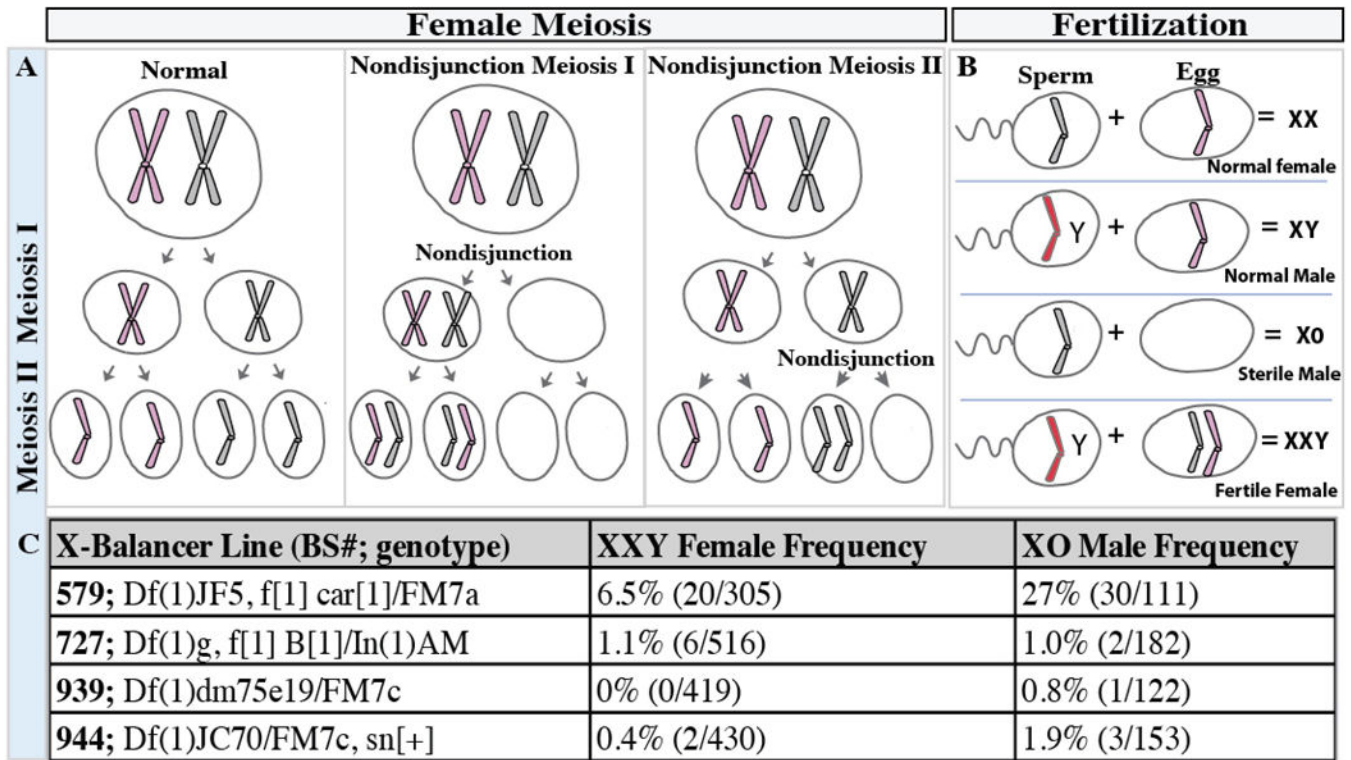 Female Meiosis
Fertilization
A
Normal
Nondisjunction Meiosis I
Nondisjunction Meiosis II
B
Sperm
Egg
+
= XX
Normal female
Y
+
= XY
Normal Male
+
= XO
Sterile Male
Y
+
= XXY
Fertile Female
Meiosis I
Nondisjunction
Nondisjunction
Meiosis II
C
X-Balancer Line (BS#; genotype) XXY Female Frequency XO Male Frequency
579; Df(1)JF5, f[1] car[1]/FM7a 6.5% (20/305) 27% (30/111)
727; Df(1)g, f[1] B[1]/In(1)AM 1.1% (6/516) 1.0% (2/182)
939; Df(1)dm75e19/FM7c 0% (0/419) 0.8% (1/122)
944; Df(1)JC70/FM7c, sn[+] 0.4% (2/430) 1.9% (3/153)